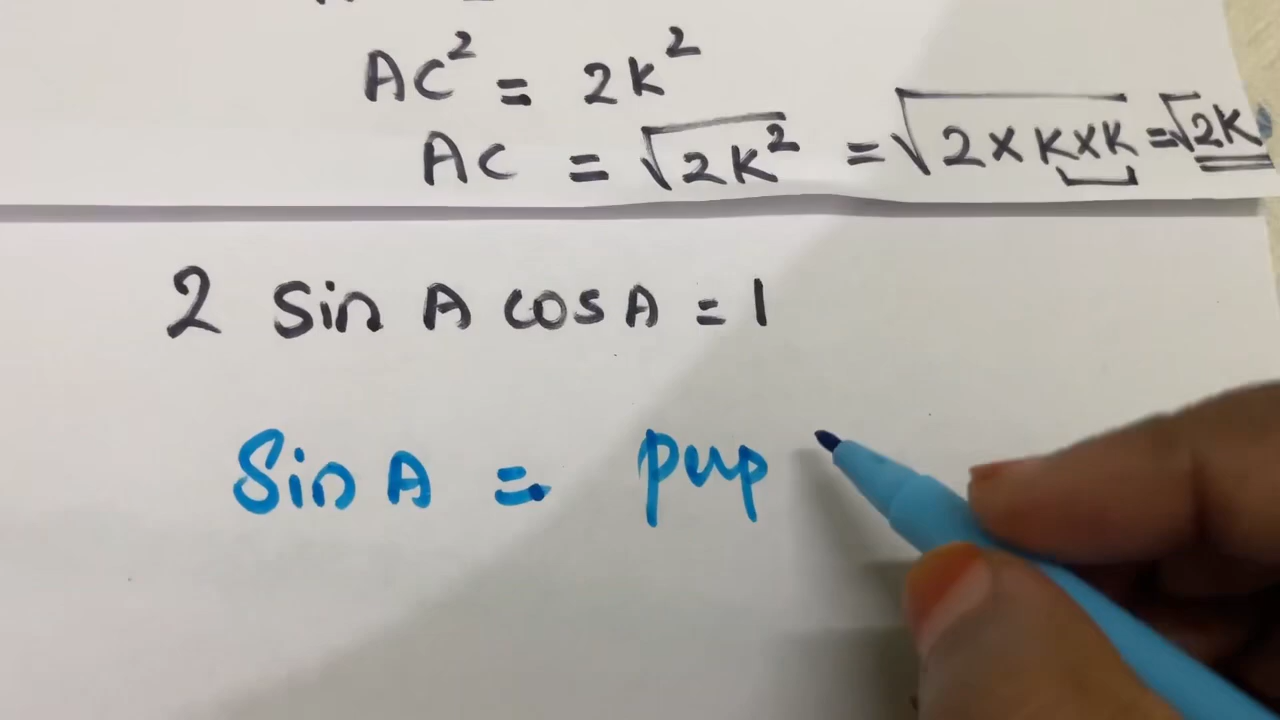 AC² = 2K²
AC = √2K² = √2×K×K = √2K
2 Sin A cos A = 1
Sin A = pup